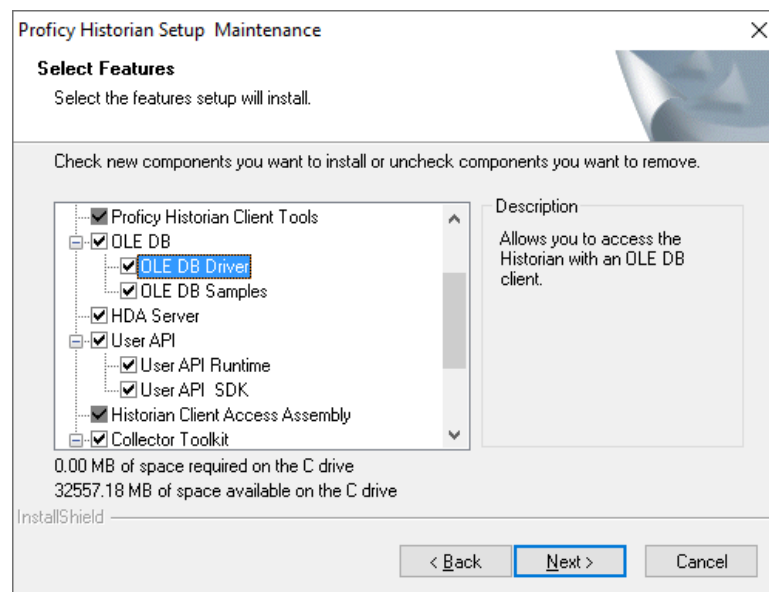 Proficy Historian Setup Maintenance
Select Features
Select the features setup will install.
Check new components you want to install or uncheck components you want to remove.
Proficy Historian Client Tools
OLE DB
OLE DB Driver
OLE DB Samples
HDA Server
User API
User API Runtime
User API SDK
Historian Client Access Assembly
Collector Toolkit
Description
Allows you to access the
Historian with an OLE DB
client.
0.00 MB of space required on the C drive
32557.18 MB of space available on the C drive
InstallShield
< Back
Next >
Cancel